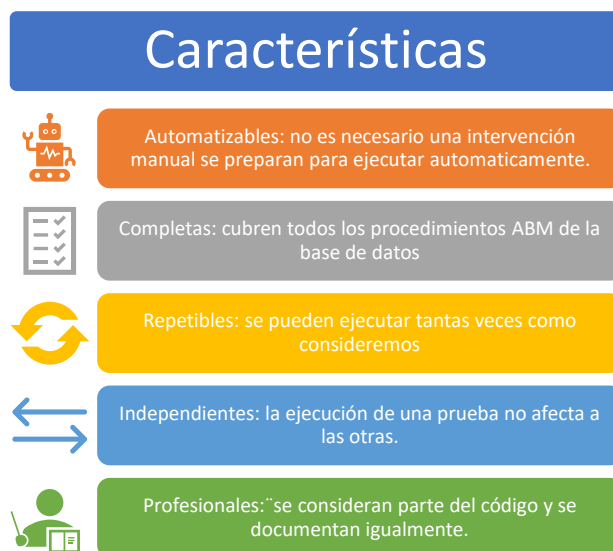 Características
Automatizables: no es necesario una intervención
manual se preparan para ejecutar automaticamente.
Completas: cubren todos los procedimientos ABM de la
base de datos
Repetibles: se pueden ejecutar tantas veces como
consideremos
Independientes: la ejecución de una prueba no afecta a
las otras.
Profesionales:¨se consideran parte del código y se
documentan igualmente.